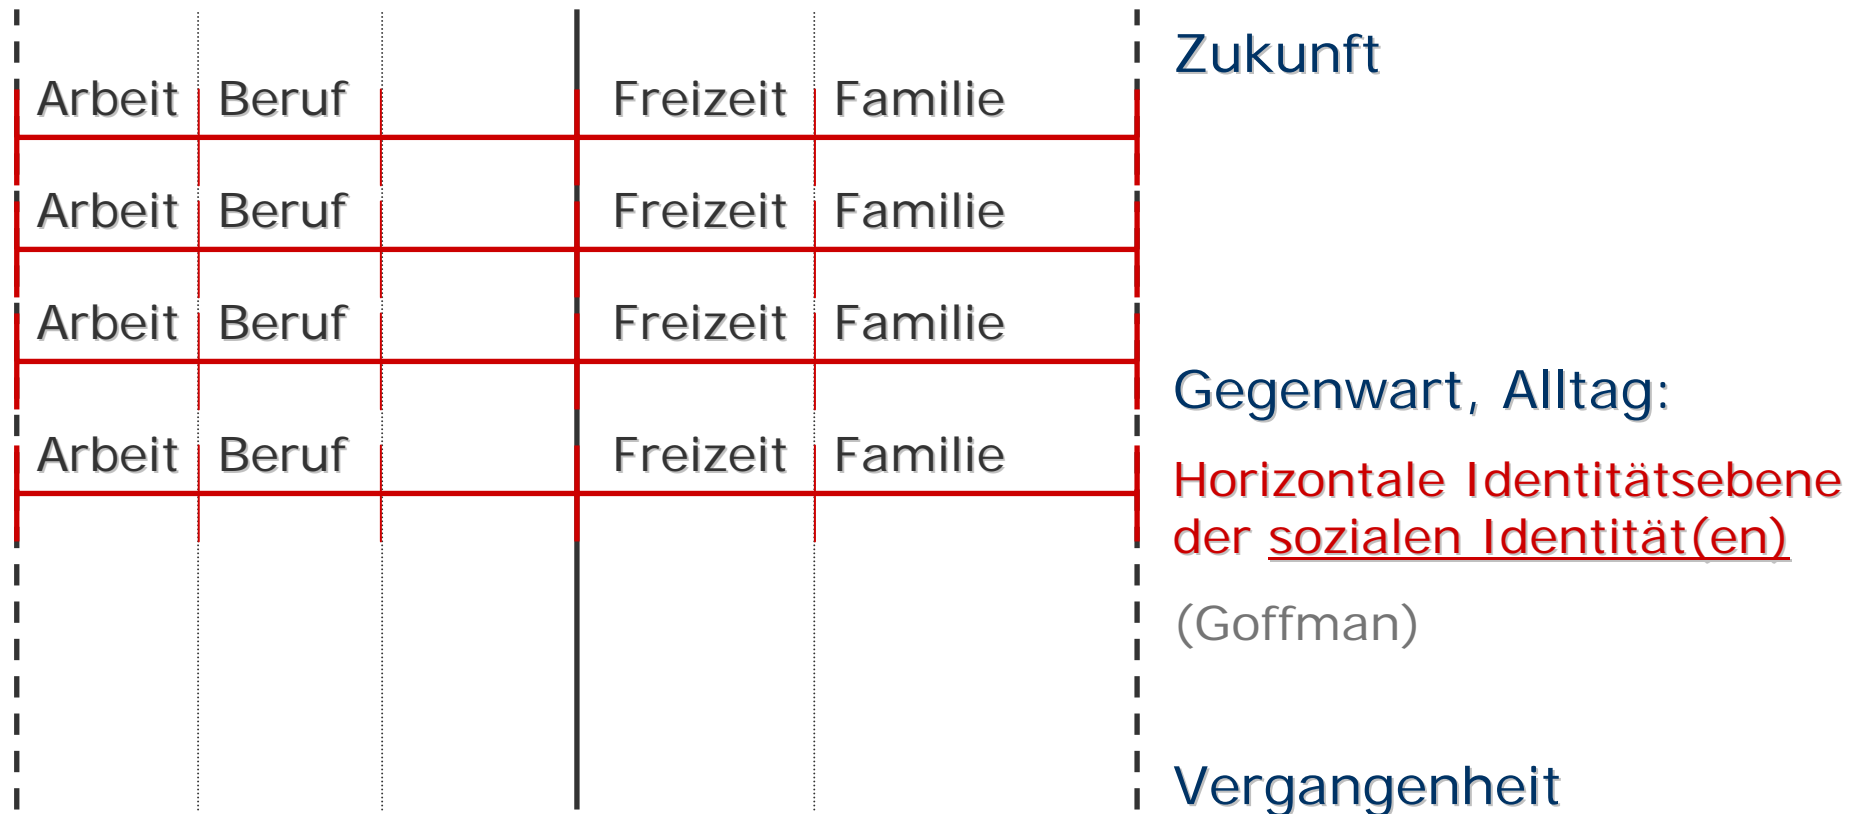 Zukunft
Arbeit Beruf Freizeit Familie
Arbeit Beruf Freizeit Familie
Arbeit Beruf Freizeit Familie
Gegenwart, Alltag:
Arbeit Beruf Freizeit Familie
Horizontale Identitätsebene
der sozialen Identität(en)
(Goffman)
Vergangenheit